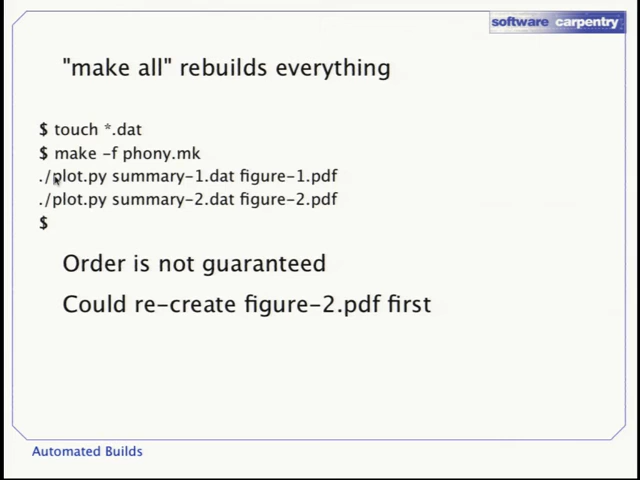 software carpentry
"make all" rebuilds everything
$ touch *.dat
$ make -f phony.mk
./plot.py summary-1.dat figure-1.pdf
./plot.py summary-2.dat figure-2.pdf
$
Order is not guaranteed
Could re-create figure-2.pdf first
Automated Builds